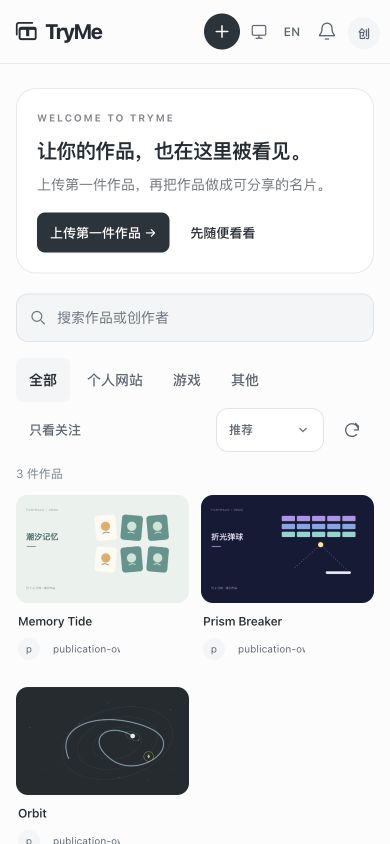 TryMe
EN
创
WELCOME TO TRYME
让你的作品，也在这里被看见。
上传第一件作品，再把作品做成可分享的名片。
上传第一件作品 →
先随便看看
搜索作品或创作者
全部
个人网站
游戏
其他
只看关注
推荐
3 件作品
潮汐记忆
折光弹球
Memory Tide
Prism Breaker
p
publication-ov
p
publication-ov
Orbit
p
publication-ov